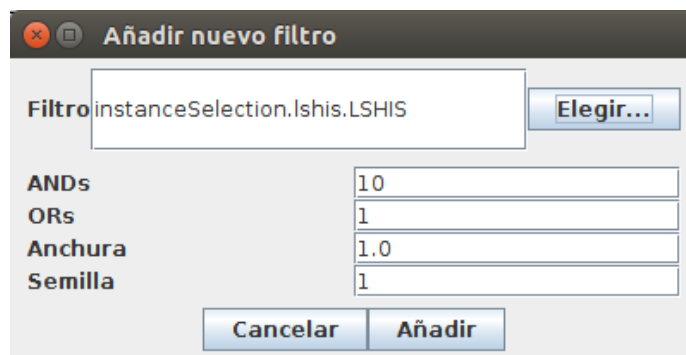 Añadir nuevo filtro
Filtro instanceSelection.lshis.LSHIS Elegir...
ANDs 10
ORs 1
Anchura 1.0
Semilla 1
Cancelar Añadir